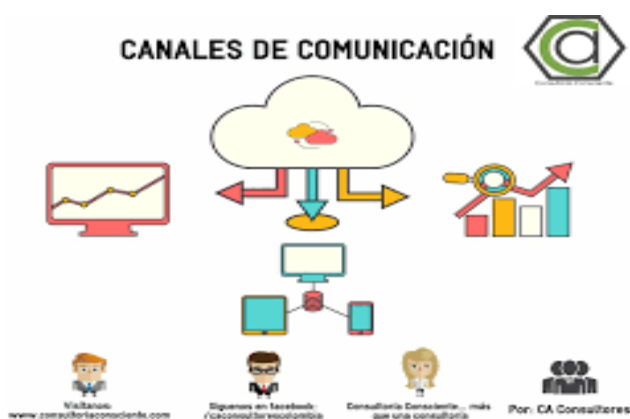 CANALES DE COMUNICACIÓN
Visítanos:
www.consultoriaconsciente.com
Síguenos en facebook:
/caconsultorescolombia
Consultoría Consciente... más
que una consultoría
Por: CA Consultores